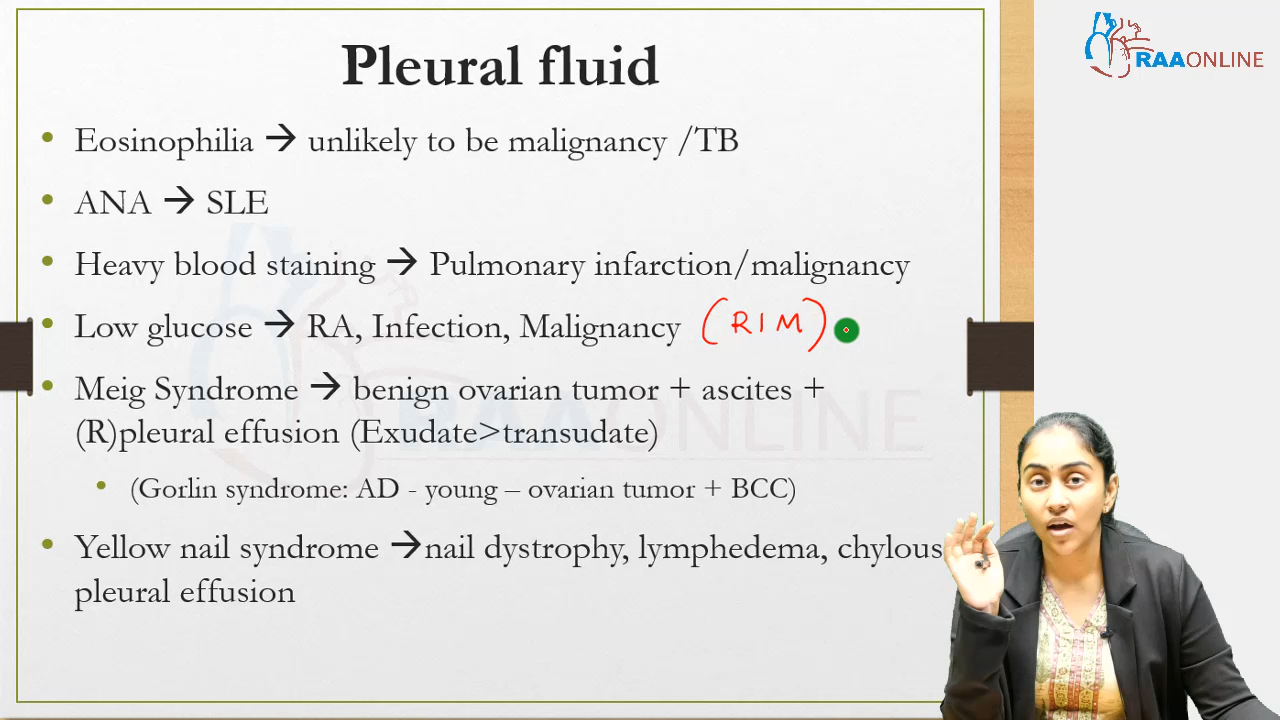 Pleural fluid
RAAONLINE
• Eosinophilia → unlikely to be malignancy /TB
• ANA → SLE
• Heavy blood staining → Pulmonary infarction/malignancy
• Low glucose → RA, Infection, Malignancy (RIM)
• Meig Syndrome → benign ovarian tumor + ascites +
(R)pleural effusion (Exudate>transudate)
• (Gorlin syndrome: AD - young – ovarian tumor + BCC)
• Yellow nail syndrome →nail dystrophy, lymphedema, chylous
pleural effusion
RAAONLINE